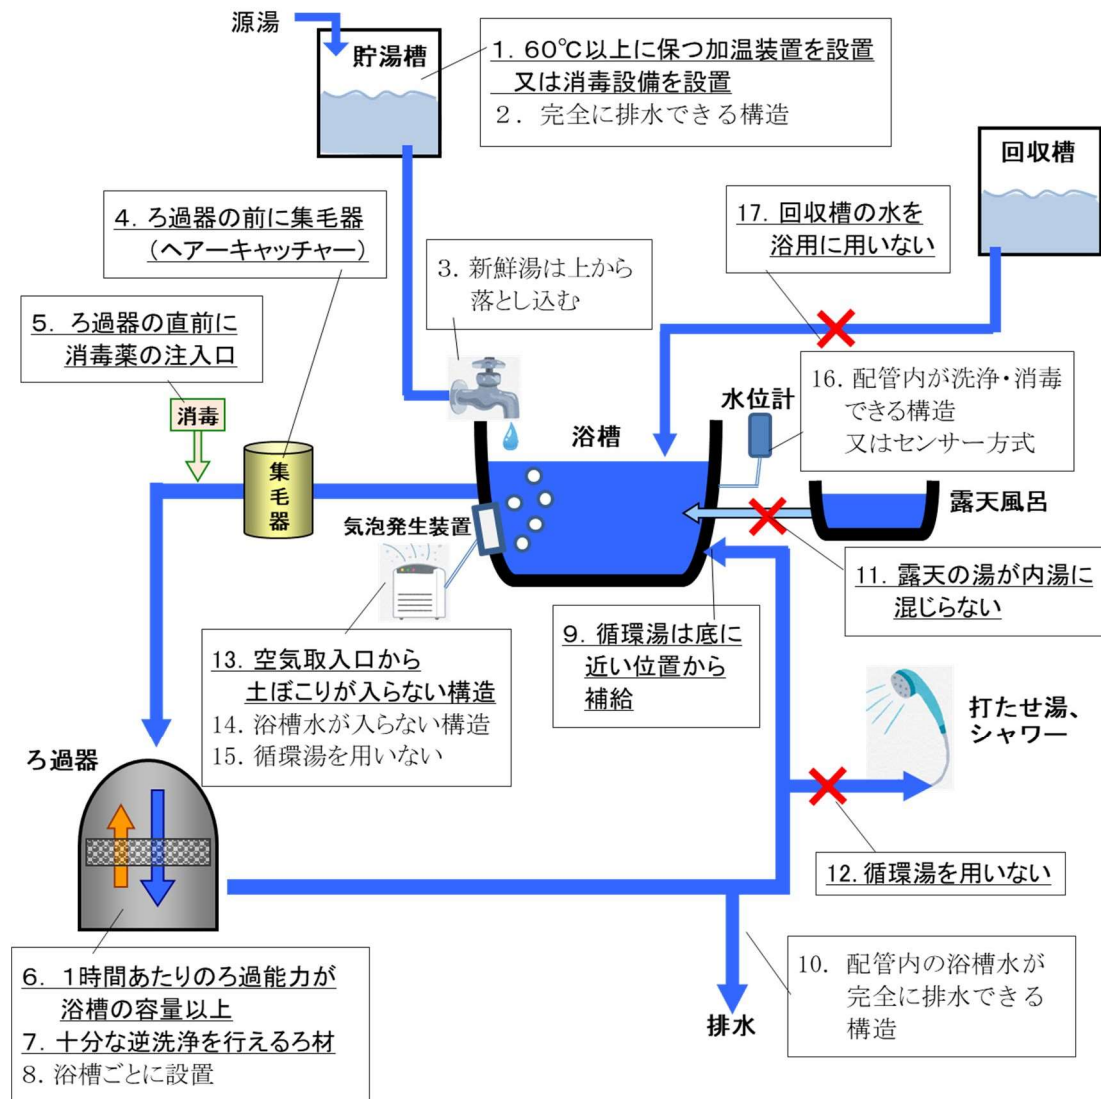 源湯
貯湯槽
1. 60℃以上に保つ加温装置を設置
又は消毒設備を設置
2. 完全に排水できる構造
回収槽
4. ろ過器の前に集毛器
(ヘアーキャッチャー)
17. 回収槽の水を
浴用に用いない
3. 新鮮湯は上から
落とし込む
5. ろ過器の直前に
消毒薬の注入口
消毒
集毛器
浴槽
水位計
16. 配管内が洗浄・消毒
できる構造
又はセンサー方式
気泡発生装置
露天風呂
11. 露天の湯が内湯に
混じらない
9. 循環湯は底に
近い位置から
補給
13. 空気取入口から
土ぼこりが入らない構造
14. 浴槽水が入らない構造
15. 循環湯を用いない
打たせ湯、
シャワー
ろ過器
12. 循環湯を用いない
6. 1時間あたりのろ過能力が
浴槽の容量以上
7. 十分な逆洗浄を行えるろ材
8. 浴槽ごとに設置
排水
10. 配管内の浴槽水が
完全に排水できる
構造